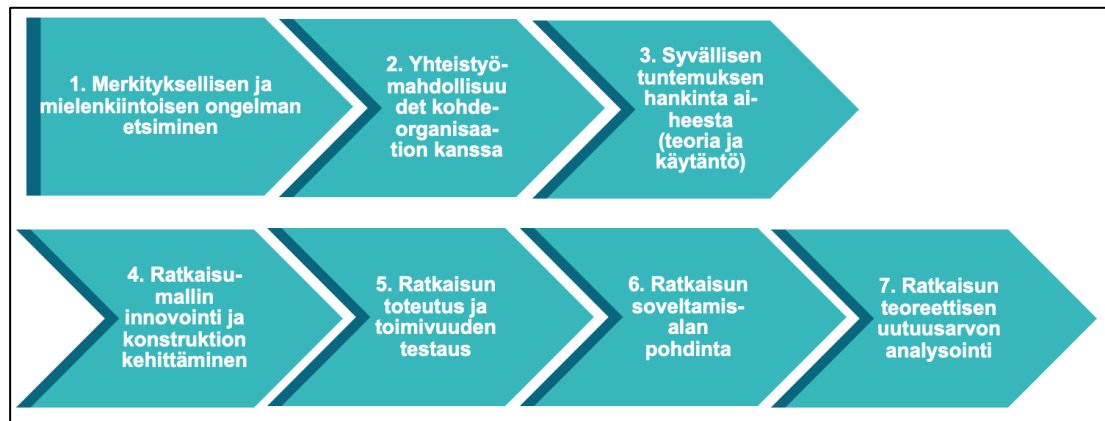 1. Merkityksellisen ja
mielenkiintoisen ongelman
etsiminen
2. Yhteistyö-
mahdollisuu
det kohde-
organisaa-
tion kanssa
3. Syvällisen
tuntemuksen
hankinta ai-
heesta
(teoria ja
käytäntö)
4. Ratkaisu-
mallin
innovointi ja
konstruktion
kehittäminen
5. Ratkaisun
toteutus ja
toimivuuden
testaus
6. Ratkaisun
soveltamis-
alan
pohdinta
7. Ratkaisun
teoreettisen
uutuusarvon
analysointi